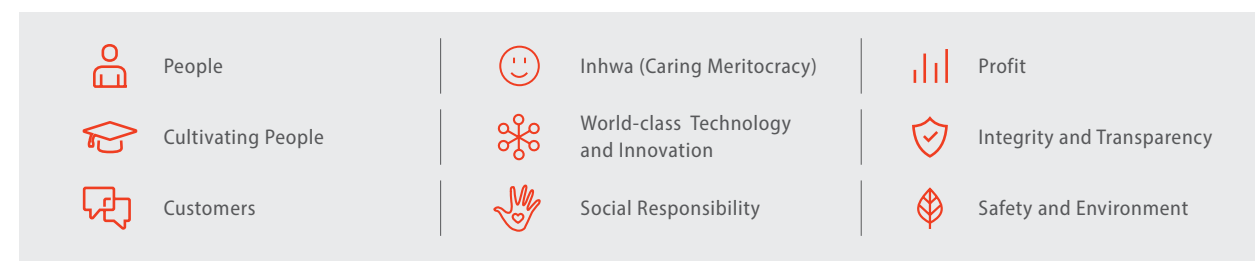 People
Inhwa (Caring Meritocracy)
Profit
Cultivating People
World-class Technology
and Innovation
Integrity and Transparency
Customers
Social Responsibility
Safety and Environment